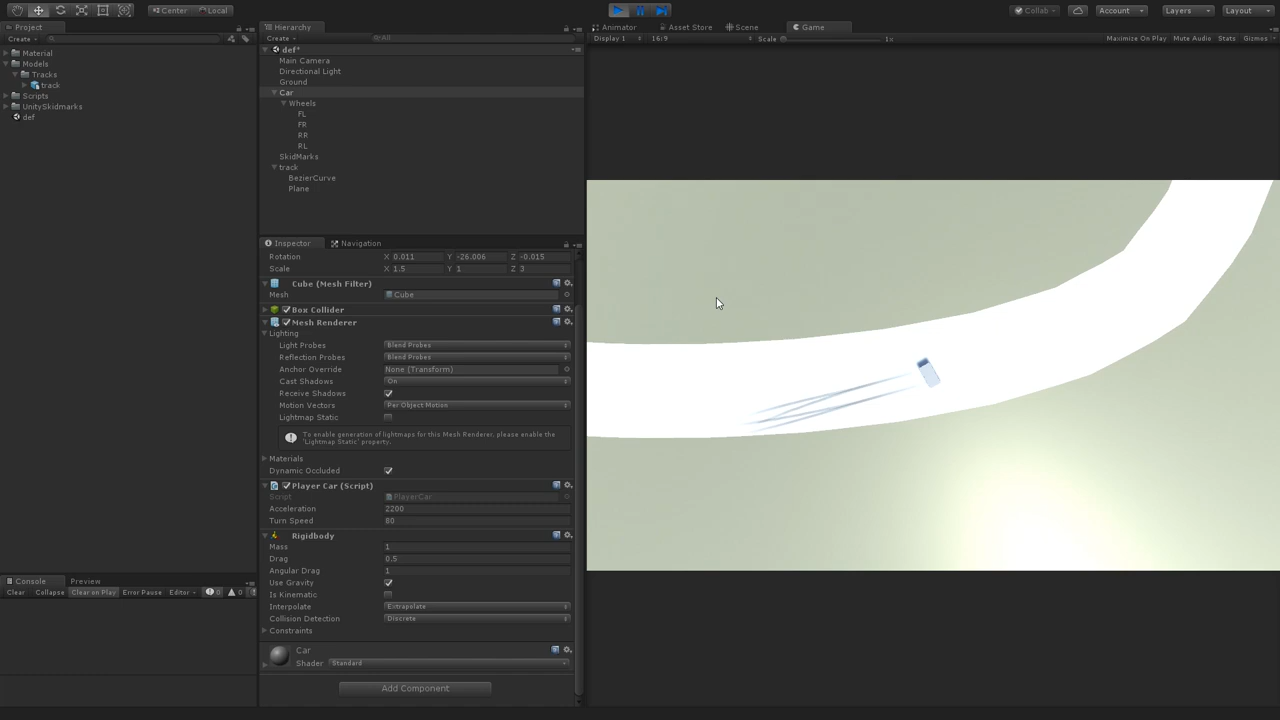 Center Local
Collab Account Layers Layout
Project
Create
Material
Models
Tracks
track
Scripts
UnitySkidmarks
def
Hierarchy
Create All
def*
Main Camera
Directional Light
Ground
Car
Wheels
FL
FR
RR
RL
SkidMarks
track
BezierCurve
Plane
Inspector Navigation
Rotation X 0.011 Y -26.006 Z -0.015
Scale X 1.5 Y 1 Z 3
Cube (Mesh Filter)
Mesh Cube
Box Collider
Mesh Renderer
Lighting
Light Probes Blend Probes
Reflection Probes Blend Probes
Anchor Override None (Transform)
Cast Shadows On
Receive Shadows
Motion Vectors Per Object Motion
Lightmap Static
To enable generation of lightmaps for this Mesh Renderer, please enable the
'Lightmap Static' property.
Materials
Dynamic Occluded
Player Car (Script)
Script PlayerCar
Acceleration 2200
Turn Speed 80
Rigidbody
Mass 1
Drag 0.5
Angular Drag 1
Use Gravity
Is Kinematic
Interpolate Extrapolate
Collision Detection Discrete
Constraints
Car
Shader Standard
Add Component
Console Preview
Clear Collapse Clear on Play Error Pause Editor 0 0
Animator Asset Store Scene Game
Display 1 16:9 Scale 1x Maximize On Play Mute Audio Stats Gizmos